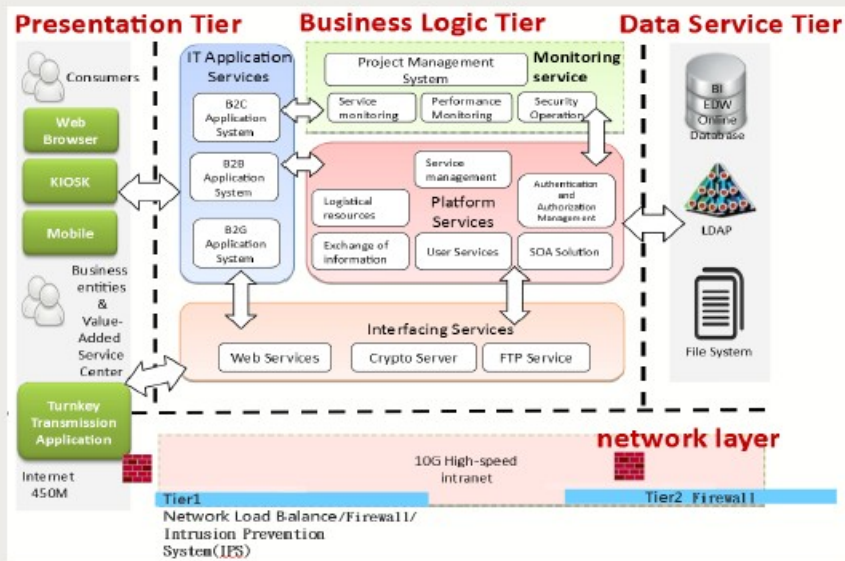 Presentation Tier
Business Logic Tier
Data Service Tier
Consumers
Web
Browser
KIOSK
Mobile
Business
entities
&
Value-
Added
Service
Center
Turnkey
Transmission
Application
Internet
450M
IT Application
Services
B2C
Application
System
B2B
Application
System
B2G
Application
System
Project Management
System
Monitoring
service
Service
monitoring
Performance
Monitoring
Security
Operation
Service
management
Logistical
resources
Platform
Services
Authentication
and
Authorization
Management
Exchange of
information
User Services
SOA Solution
Interfacing Services
Web Services
Crypto Server
FTP Service
BI
EDW
Online
Database
LDAP
File System
network layer
10G High-speed
intranet
Tier1
Tier2 Firewall
Network Load Balance/Firewall/
Intrusion Prevention
System(IPS)